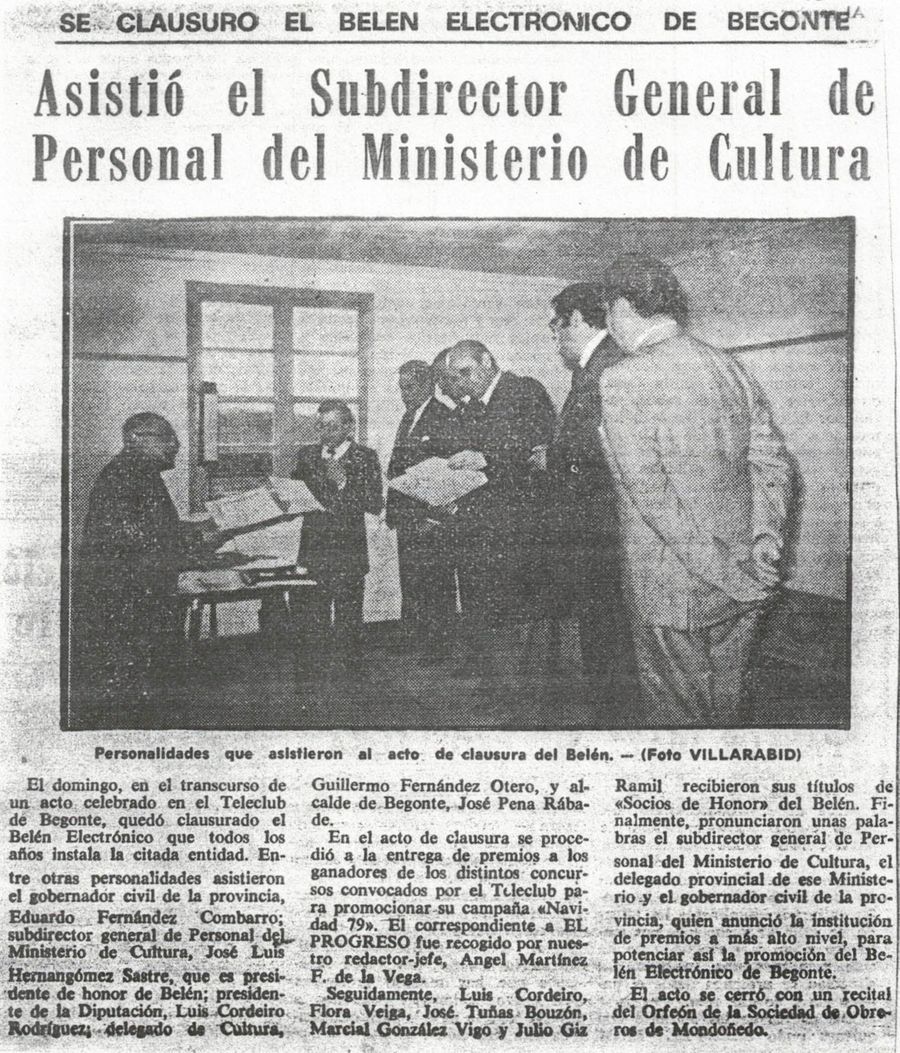 SE CLAUSURO EL BELEN ELECTRONICO DE BEGONTE
Asistió el Subdirector General de
Personal del Ministerio de Cultura
Personalidades que asistieron al acto de clausura del Belén. — (Foto VILLARABID)
El domingo, en el transcurso de
un acto celebrado en el Teleclub
de Begonte, quedó clausurado el
Belén Electrónico que todos los
años instala la citada entidad. En-
tre otras personalidades asistieron
el gobernador civil de la provincia,
Eduardo Fernández Combarro;
subdirector general de Personal del
Ministerio de Cultura, José Luis
Hernangómez Sastre, que es presi-
dente de honor de Belén; presiden-
te de la Diputación, Luis Cordeiro
Rodríguez; delegado de Cultura,
Guillermo Fernández Otero, y al-
calde de Begonte, José Pena Rába-
de.
En el acto de clausura se proce-
dió a la entrega de premios a los
ganadores de los distintos concur-
sos convocados por el Teleclub pa-
ra promocionar su campaña «Navi-
dad 79». El correspondiente a EL
PROGRESO fue recogido por nues-
tro redactor-jefe, Angel Martínez
F. de la Vega.
Seguidamente, Luis Cordeiro,
Flora Veiga, José Tuñas Bouzón,
Marcial González Vigo y Julio Giz
Ramil recibieron sus títulos de
«Socios de Honor» del Belén. Fi-
nalmente, pronunciaron unas pala-
bras el subdirector general de Per-
sonal del Ministerio de Cultura, el
delegado provincial de ese Ministe-
rio y el gobernador civil de la pro-
vincia, quien anunció la institución
de premios a más alto nivel, para
potenciar así la promoción del Be-
lén Electrónico de Begonte.
El acto se cerró con un recital
del Orfeón de la Sociedad de Obre-
ros de Mondoñedo.